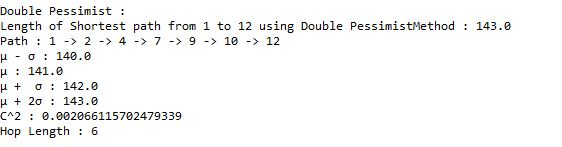 Double Pessimist :
Length of Shortest path from 1 to 12 using Double PessimistMethod : 143.0
Path : 1 -> 2 -> 4 -> 7 -> 9 -> 10 -> 12
μ - σ : 140.0
μ : 141.0
μ +  σ : 142.0
μ + 2σ : 143.0
C^2 : 0.002066115702479339
Hop Length : 6